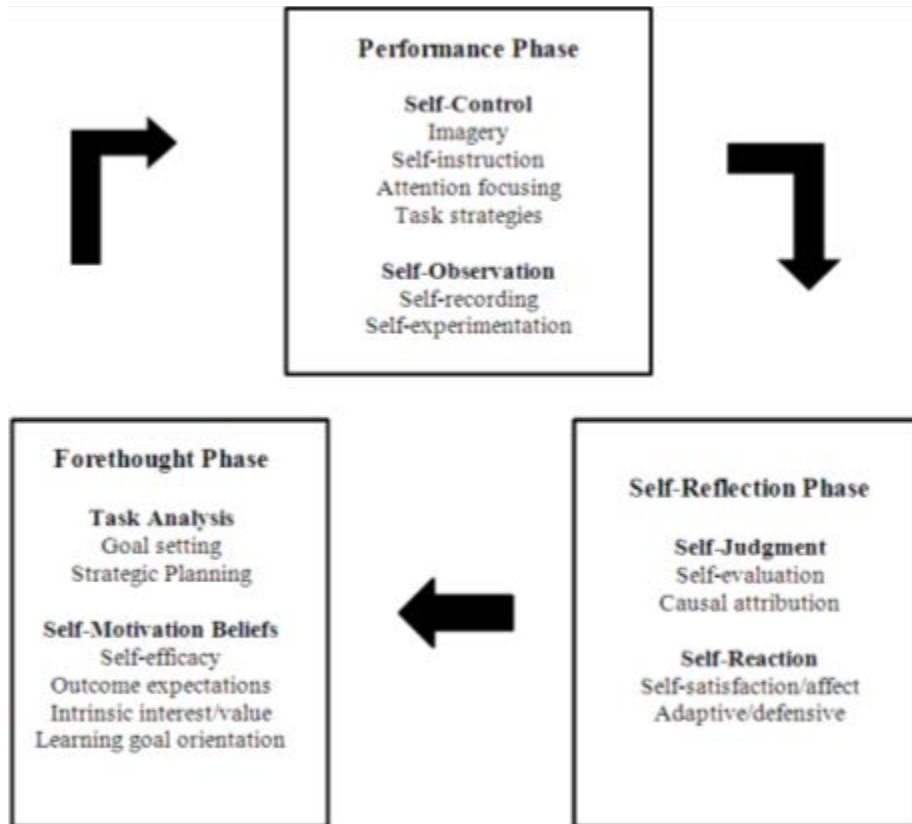 Performance Phase
Self-Control
Imagery
Self-instruction
Attention focusing
Task strategies
Self-Observation
Self-recording
Self-experimentation
Forethought Phase
Task Analysis
Goal setting
Strategic Planning
Self-Motivation Beliefs
Self-efficacy
Outcome expectations
Intrinsic interest/value
Learning goal orientation
Self-Reflection Phase
Self-Judgment
Self-evaluation
Causal attribution
Self-Reaction
Self-satisfaction/affect
Adaptive/defensive